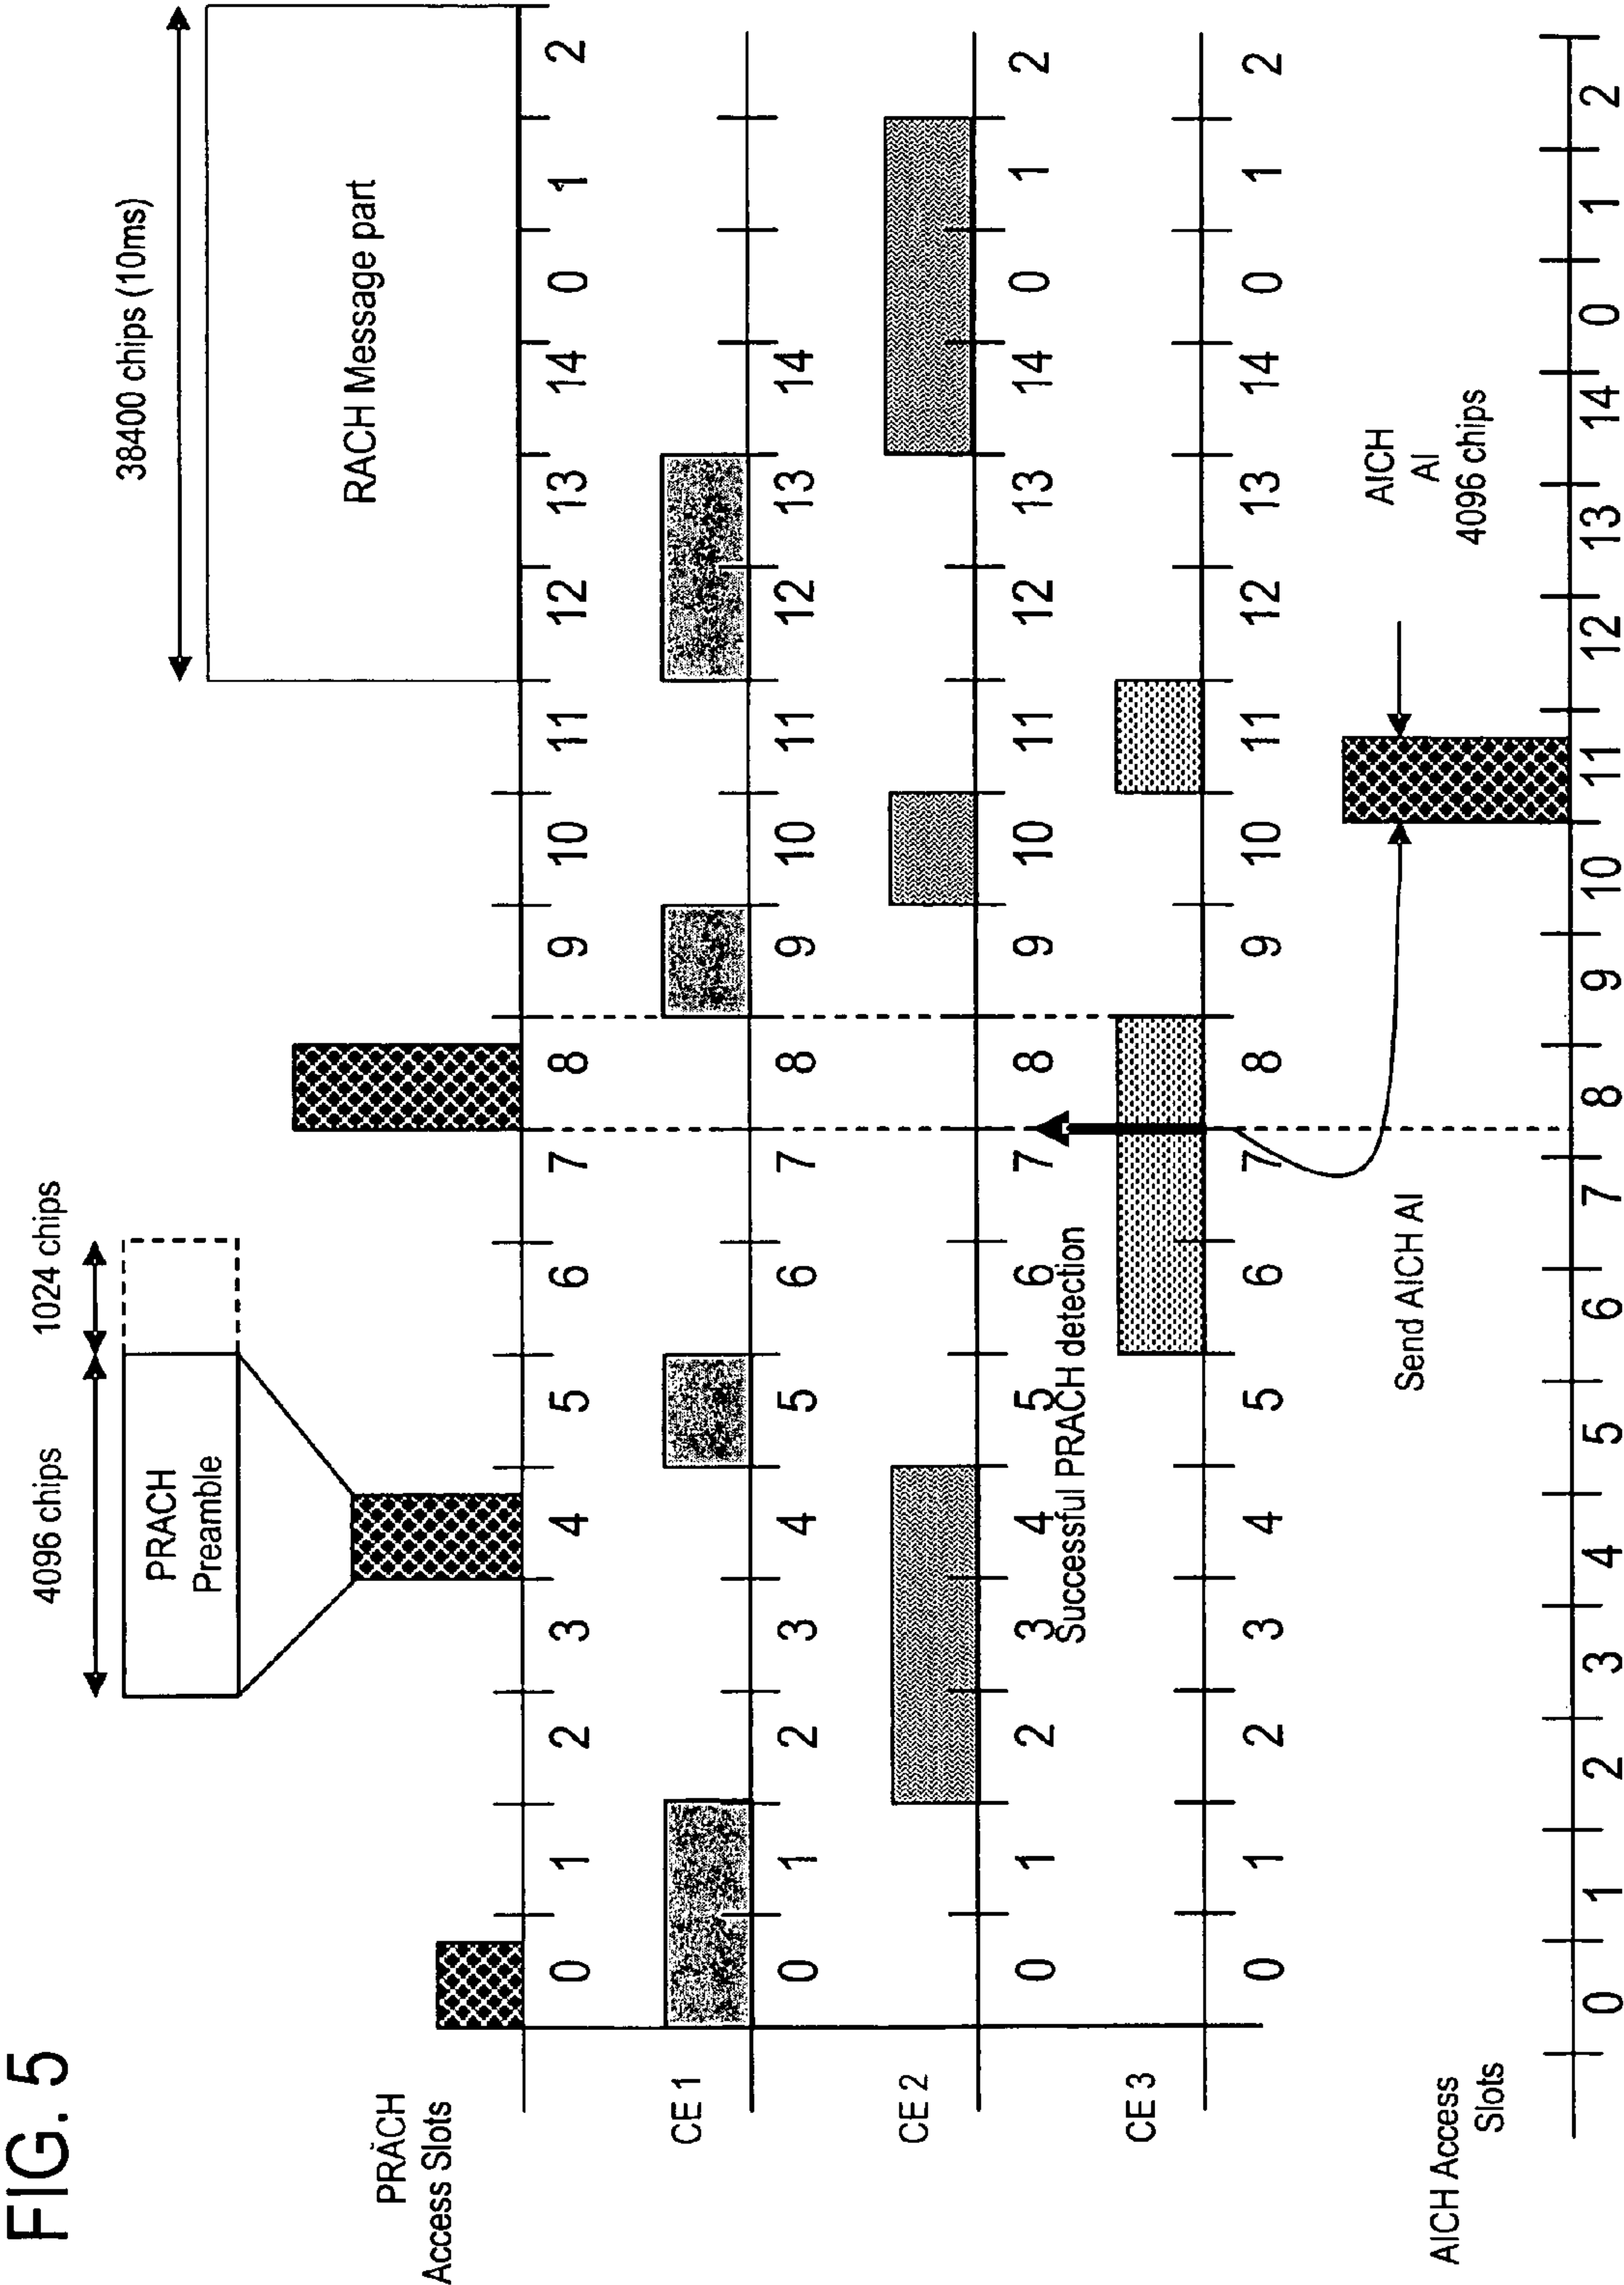 FIG. 5
4096 chips
1024 chips
38400 chips (10ms)
PRACH
Preamble
RACH Message part
PRÃCH
Access Slots
0 1 2 3 4 5 6 7 8 9 10 11 12 13 14 0 1 2
CE 1
0 1 2 3 4 5 6 7 8 9 10 11 12 13 14
CE 2
0 1 2 3 4 5 6 7 8 9 10 11 12 13 14 0 1 2
Successful PRACH detection
CE 3
0 1 2 3 4 5 6 7 8 9 10 11 12 13 14 0 1 2
Send AICH AI
AICH
AI
4096 chips
AICH Access
Slots
0 1 2 3 4 5 6 7 8 9 10 11 12 13 14 0 1 2